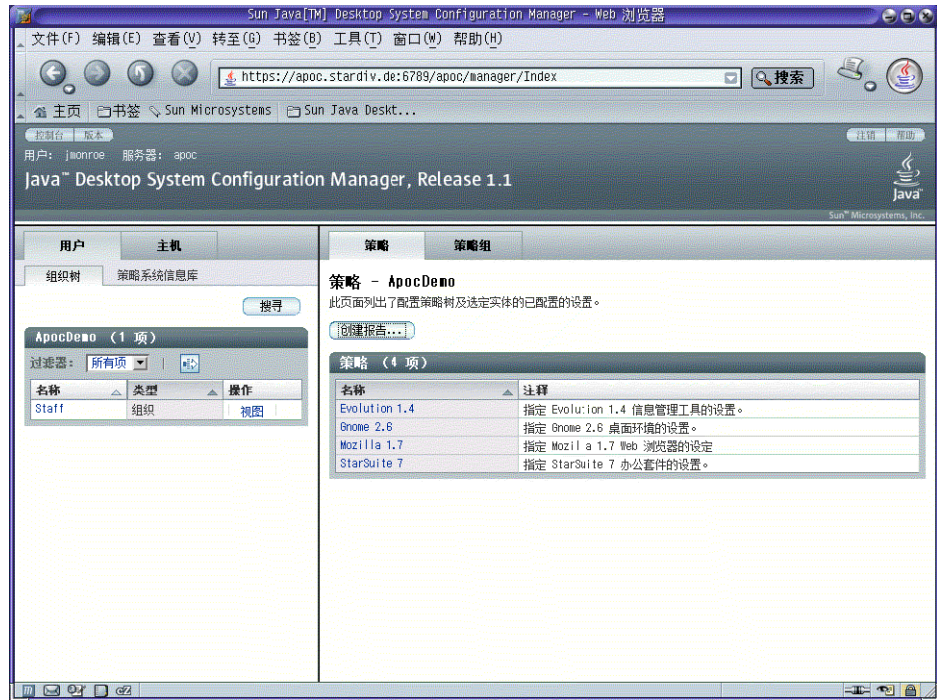 Sun Java[TM] Desktop System Configuration Manager - Web 浏览器
文件(F) 编辑(E) 查看(V) 转至(G) 书签(B) 工具(T) 窗口(W) 帮助(H)
https://apoc.stardiv.de:6789/apoc/manager/Index
搜索
主页 书签 Sun Microsystems Sun Java Deskt...
控制台 版本 注销 帮助
用户: jmonroe 服务器: apoc
Java™ Desktop System Configuration Manager, Release 1.1
Java™
Sun™ Microsystems, Inc.
用户 主机
组织树 策略系统信息库
搜寻
ApocDemo (1 项)
过滤器: 所有项
名称 类型 操作
Staff 组织 视图
策略 策略组
策略 - ApocDemo
此页面列出了配置策略树及选定实体的已配置的设置。
创建报告...
策略 (4 项)
名称 注释
Evolution 1.4 指定 Evolu:ion 1.4 信息管理工具的设置。
Gnome 2.6 指定 Gnome 2.6 桌面环境的设置。
Mozilla 1.7 指定 Mozil a 1.7 Web 浏览器的设定
StarSuite 7 指定 StarSuite 7 办公套件的设置。